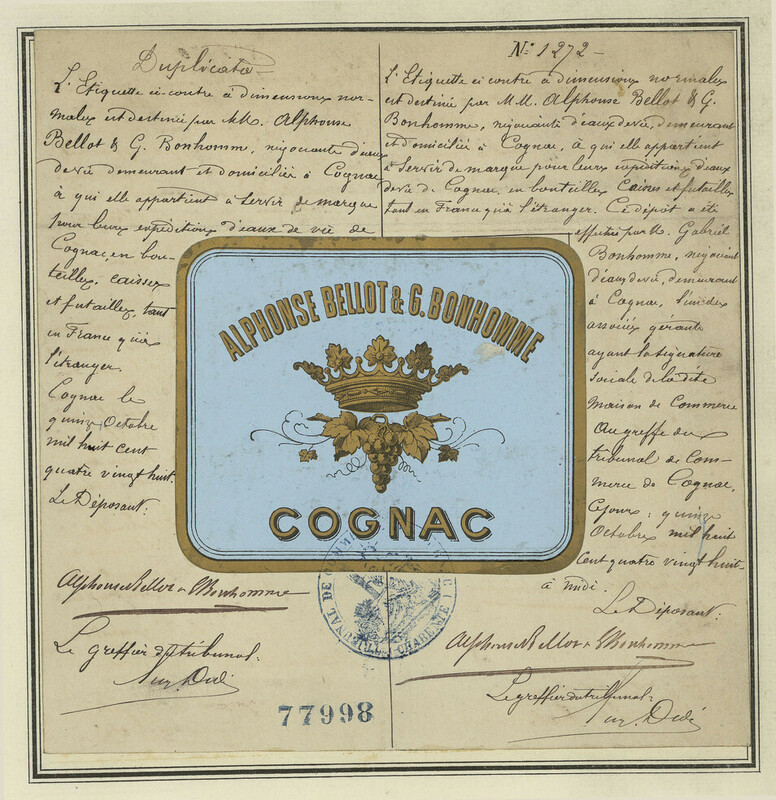 Duplicata
L'Etiquette ci-contre à dimensions nor-
males est destinée par MM. Alphonse
Bellot & G. Bonhomme, négociants d'eaux
de vie demeurant et domiciliés à Cognac
à qui elle appartient à servir de marque
pour leurs expéditions d'eaux de vie de
Cognac, en bou-
teilles, caisses
et futailles, tant
en France qu'à
l'étranger.
Cognac le
quinze Octobre
mil huit cent
quatre vingt huit.
Le Déposant:
Alphonse Bellot & G Bonhomme
Le greffier du tribunal:
No. 1272-
L'Etiquette ci contre à dimensions normales
est destinée par M.M. Alphonse Bellot & G.
Bonhomme, négociants d'eaux de vie, demeurant
et domiciliés à Cognac, à qui elle appartient
à servir de marque pour leurs expéditions d'eaux
de vie de Cognac en bouteilles caisses et futailles
tant en France qu'à l'étranger. Ce dépôt a été
effectué par M. Gabriel
Bonhomme, négociant
d'eaux de vie, demeurant
à Cognac, l'un des
associés gérants
ayant la signature
sociale de la dite
maison de Commerce
au greffe du
tribunal de Com-
merce de Cognac,
ce jour: quinze
Octobre mil huit
cent quatre vingt huit-
à midi.
Le Déposant:
Alphonse Bellot & G Bonhomme
Le greffier du tribunal:
ALPHONSE BELLOT & G. BONHOMME
COGNAC
77998